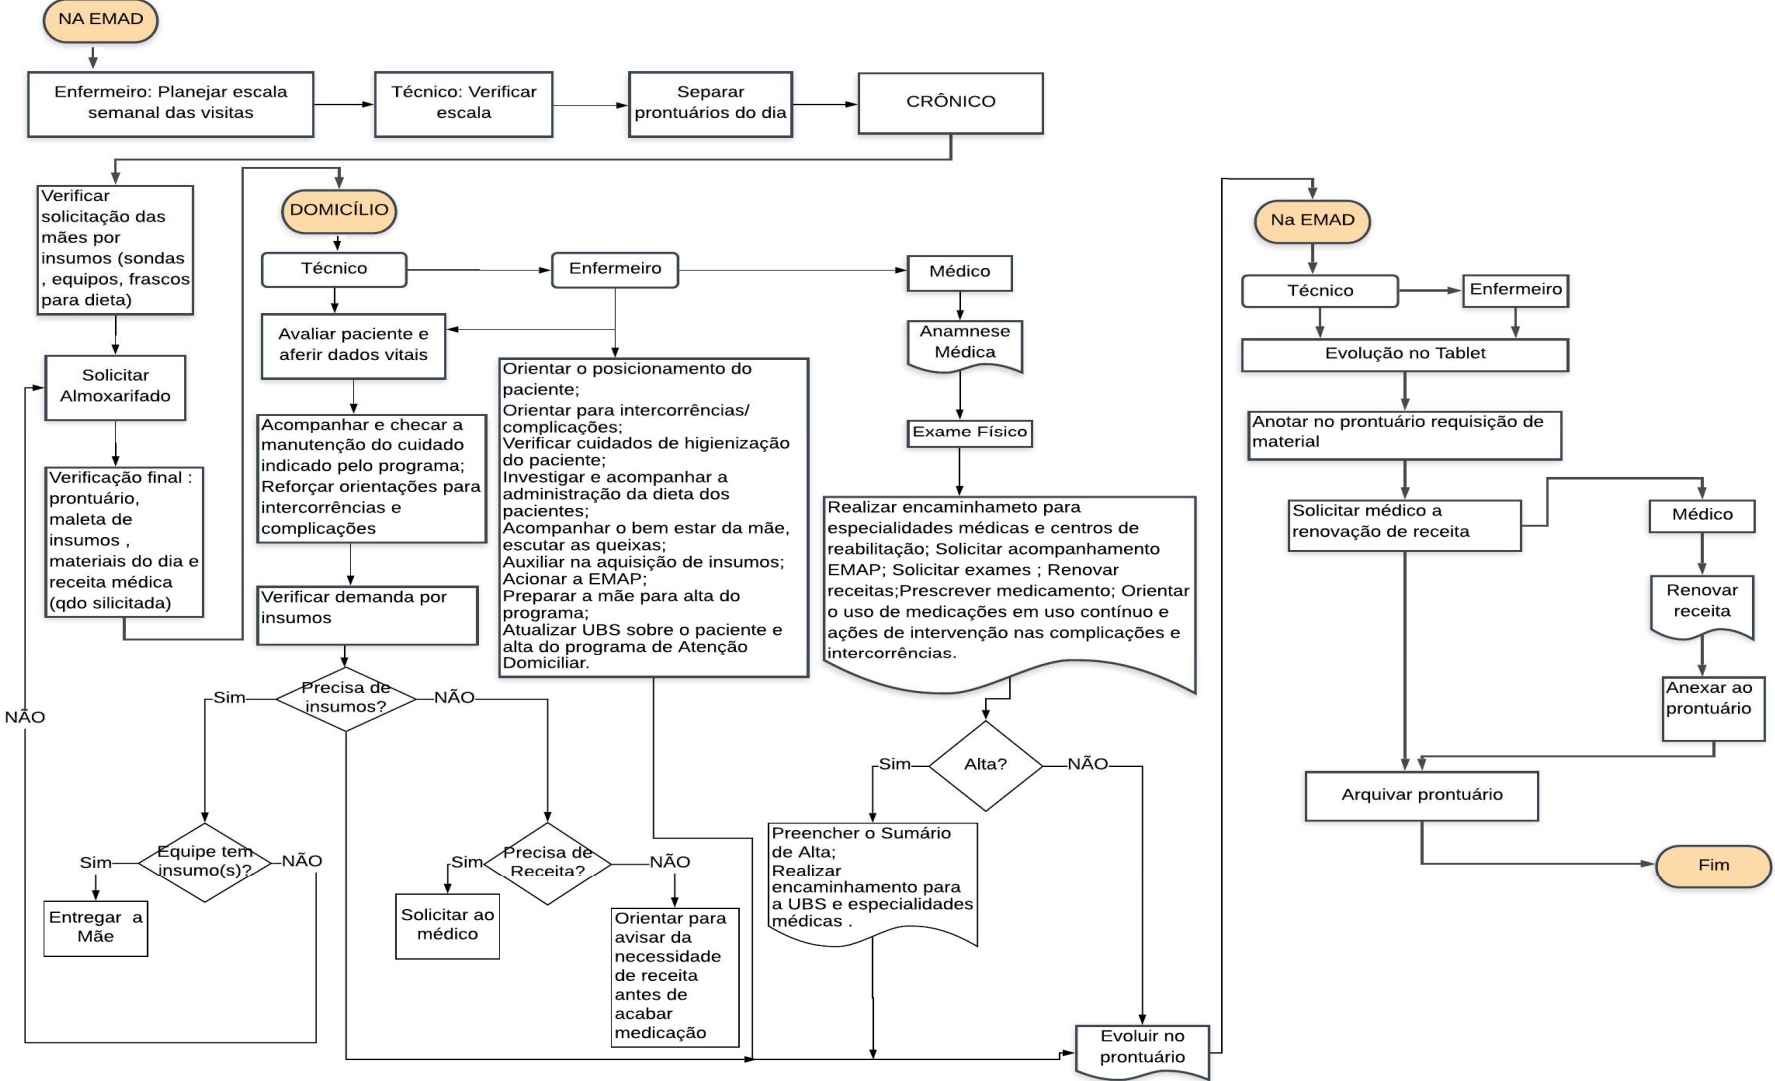 NA EMAD
Enfermeiro: Planejar escala
semanal das visitas
Técnico: Verificar
escala
Separar
prontuários do dia
CRÔNICO
Verificar
solicitação das
mães por
insumos (sondas
, equipos, frascos
para dieta)
Solicitar
Almoxarifado
Verificação final :
prontuário,
maleta de
insumos ,
materiais do dia e
receita médica
(qdo silicitada)
NÃO
DOMICÍLIO
Técnico
Enfermeiro
Médico
Avaliar paciente e
aferir dados vitais
Acompanhar e checar a
manutenção do cuidado
indicado pelo programa;
Reforçar orientações para
intercorrências e
complicações
Verificar demanda por
insumos
Precisa de
insumos?
Sim
NÃO
Equipe tem
insumo(s)?
Sim
NÃO
Entregar a
Mãe
Precisa de
Receita?
Sim
NÃO
Solicitar ao
médico
Orientar para
avisar da
necessidade
de receita
antes de
acabar
medicação
Orientar o posicionamento do
paciente;
Orientar para intercorrências/
complicações;
Verificar cuidados de higienização
do paciente;
Investigar e acompanhar a
administração da dieta dos
pacientes;
Acompanhar o bem estar da mãe,
escutar as queixas;
Auxiliar na aquisição de insumos;
Acionar a EMAP;
Preparar a mãe para alta do
programa;
Atualizar UBS sobre o paciente e
alta do programa de Atenção
Domiciliar.
Anamnese
Médica
Exame Físico
Realizar encaminhameto para
especialidades médicas e centros de
reabilitação; Solicitar acompanhamento
EMAP; Solicitar exames ; Renovar
receitas;Prescrever medicamento; Orientar
o uso de medicações em uso contínuo e
ações de intervenção nas complicações e
intercorrências.
Alta?
Sim
NÃO
Preencher o Sumário
de Alta;
Realizar
encaminhamento para
a UBS e especialidades
médicas .
Evoluir no
prontuário
Na EMAD
Técnico
Enfermeiro
Evolução no Tablet
Anotar no prontuário requisição de
material
Solicitar médico a
renovação de receita
Médico
Renovar
receita
Anexar ao
prontuário
Arquivar prontuário
Fim